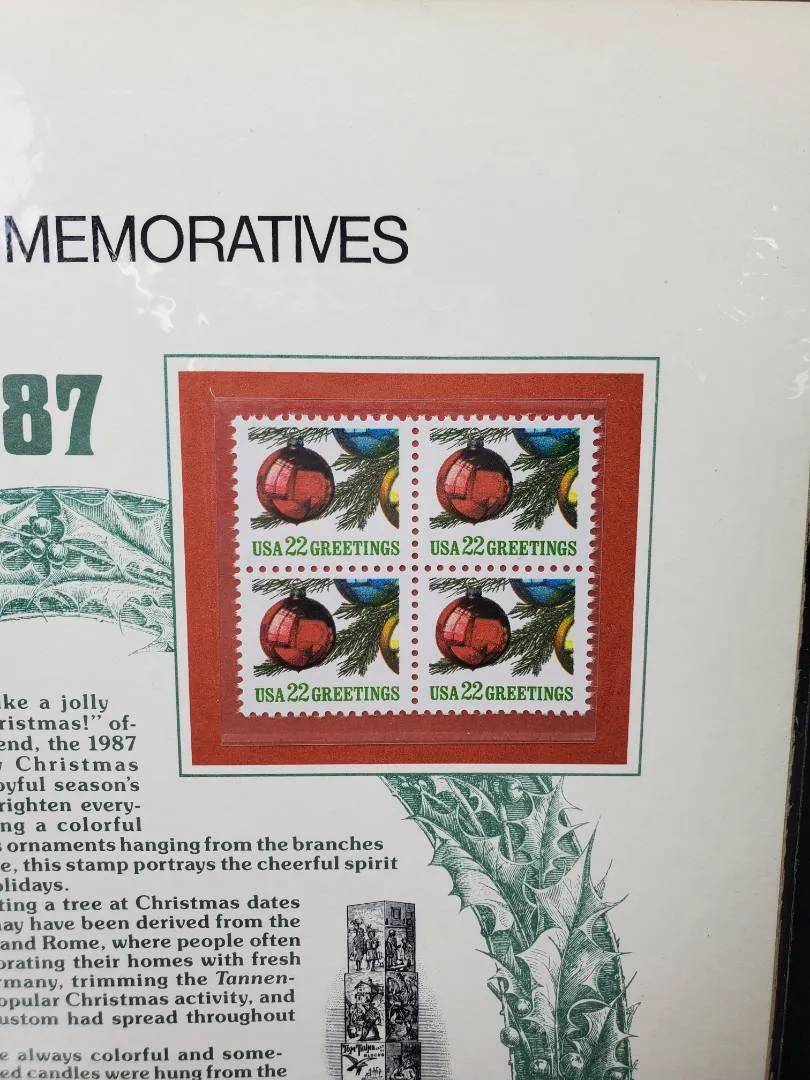 MEMORATIVES
87
USA 22 GREETINGS
USA 22 GREETINGS
USA 22 GREETINGS
USA 22 GREETINGS
ke a jolly
ristmas!" of-
end, the 1987
Christmas
oyful season's
righten every-
ng a colorful
s ornaments hanging from the branches
e, this stamp portrays the cheerful spirit
olidays.
ting a tree at Christmas dates
may have been derived from the
and Rome, where people often
orating their homes with fresh
rmany, trimming the Tannen-
opular Christmas activity, and
ustom had spread throughout
e always colorful and some-
ed candles were hung from the
BLOCKS